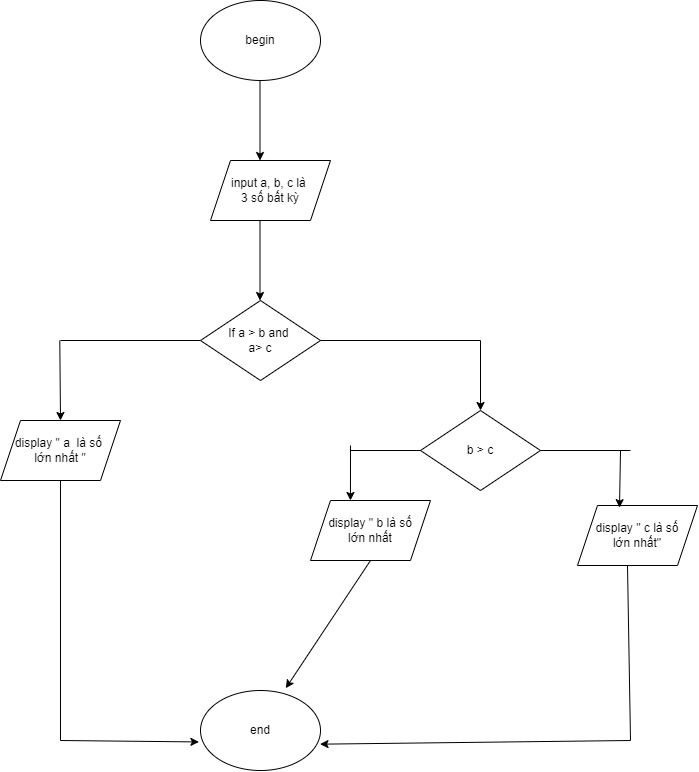 begin
input a, b, c là
3 số bất kỳ
If a > b and
a> c
display " a  là số
lớn nhất "
b > c
display " b là số
lớn nhất
display " c là số
lớn nhất"
end